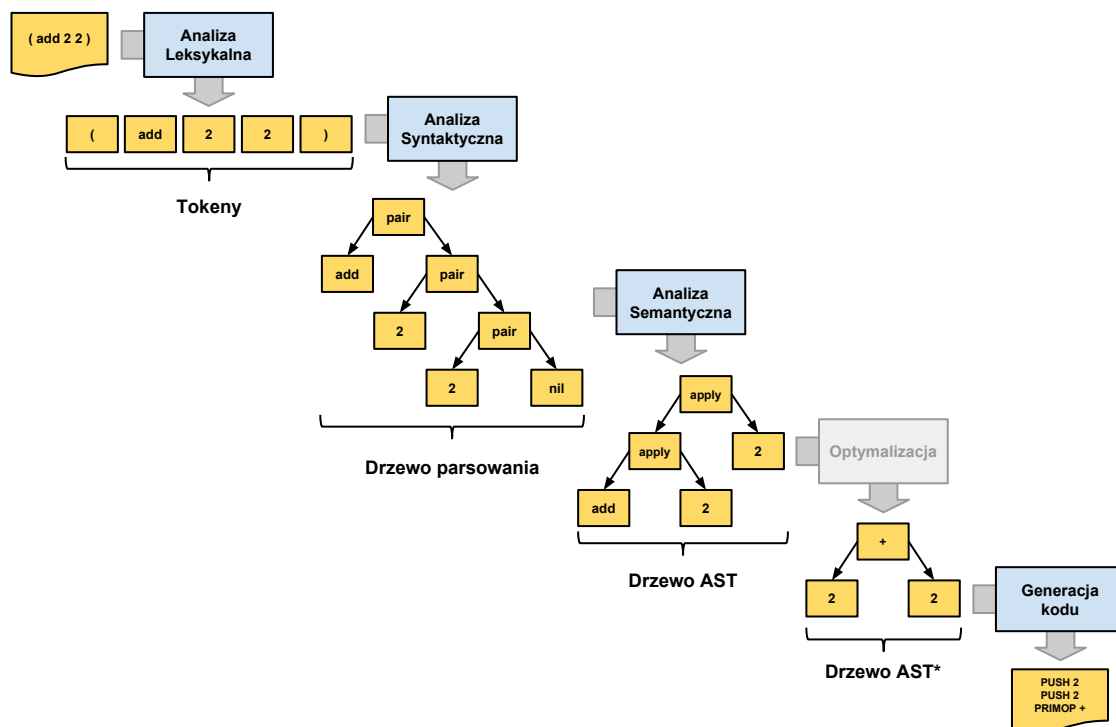 ( add 2 2 )
Analiza
Leksykalna
( add 2 2 )
Tokeny
Analiza
Syntaktyczna
pair
add pair
2 pair
2 nil
Drzewo parsowania
Analiza
Semantyczna
apply
apply 2
add 2
Drzewo AST
Optymalizacja
+
2 2
Drzewo AST*
Generacja
kodu
PUSH 2
PUSH 2
PRIMOP +